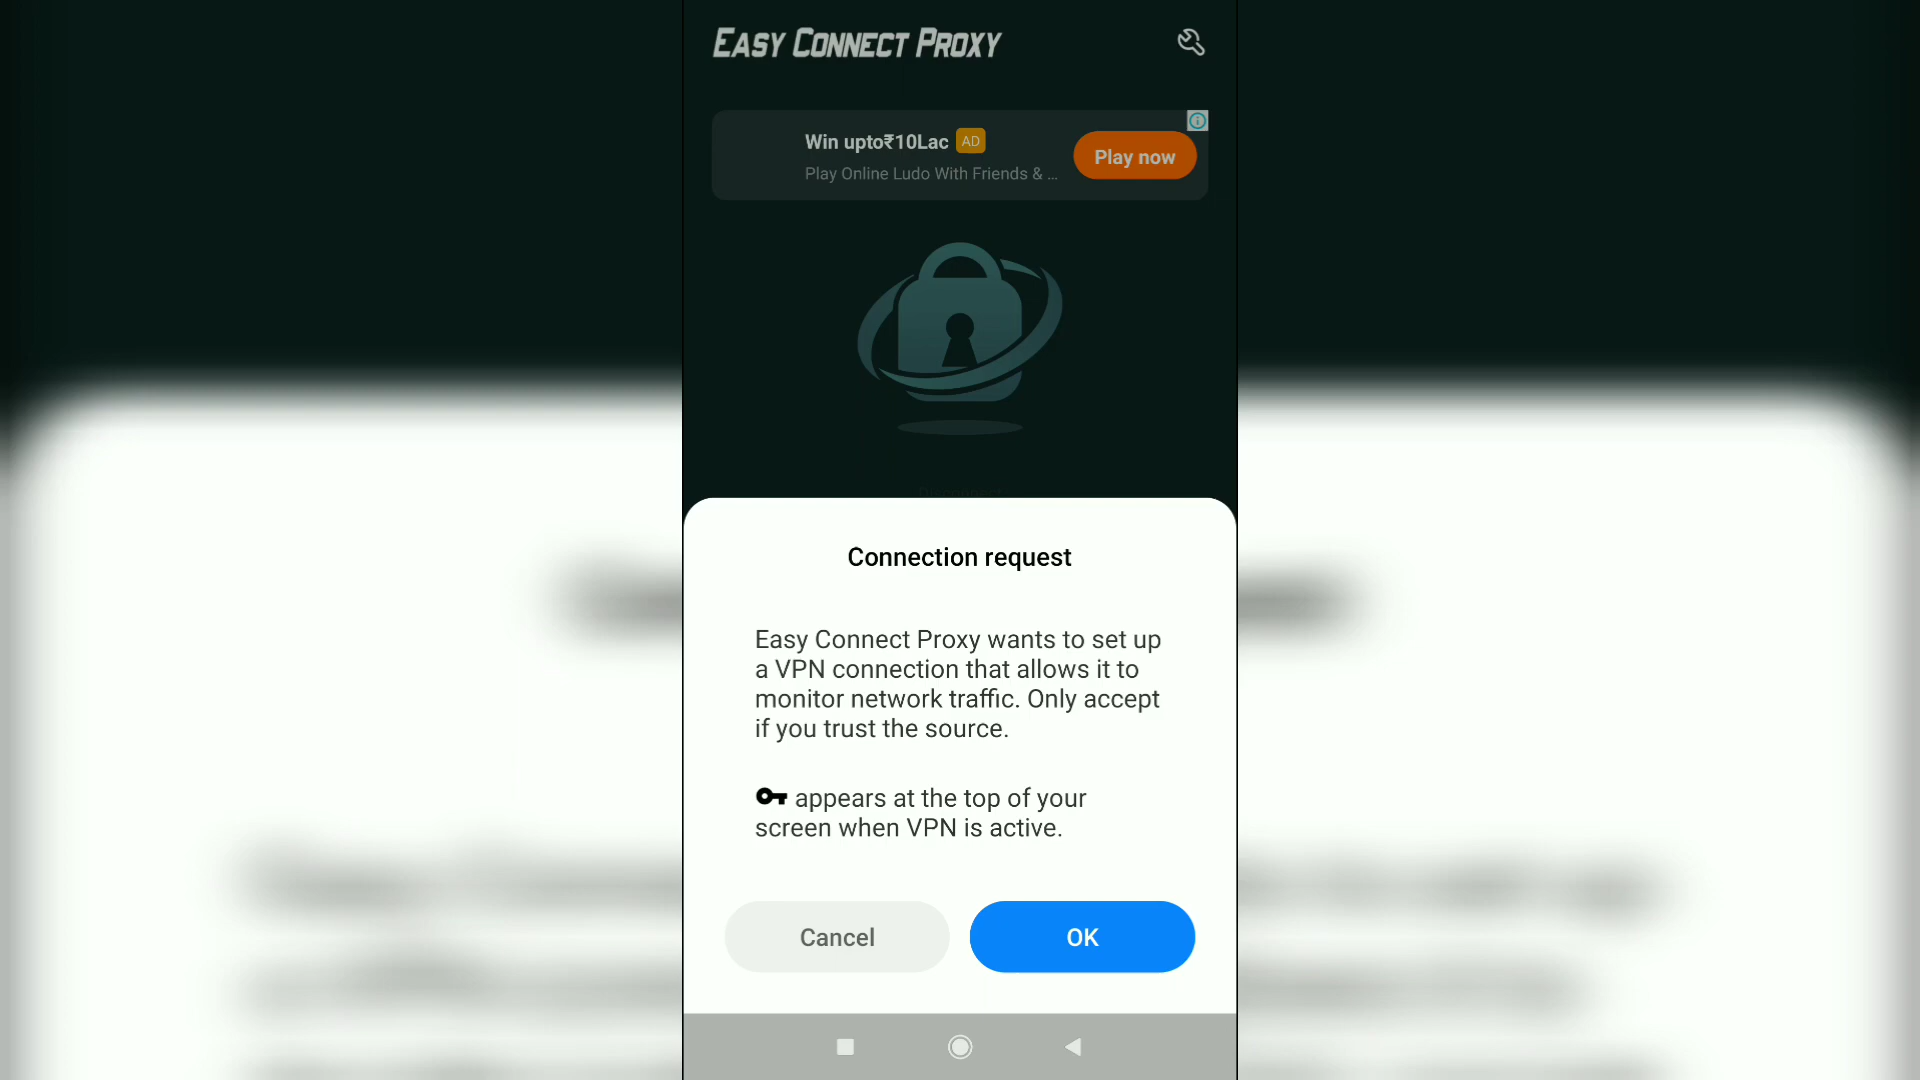 EASY CONNECT PROXY
Win upto₹10Lac AD
Play Online Ludo With Friends & ...
Play now
Connection request
Easy Connect Proxy wants to set up
a VPN connection that allows it to
monitor network traffic. Only accept
if you trust the source.
appears at the top of your
screen when VPN is active.
Cancel
OK